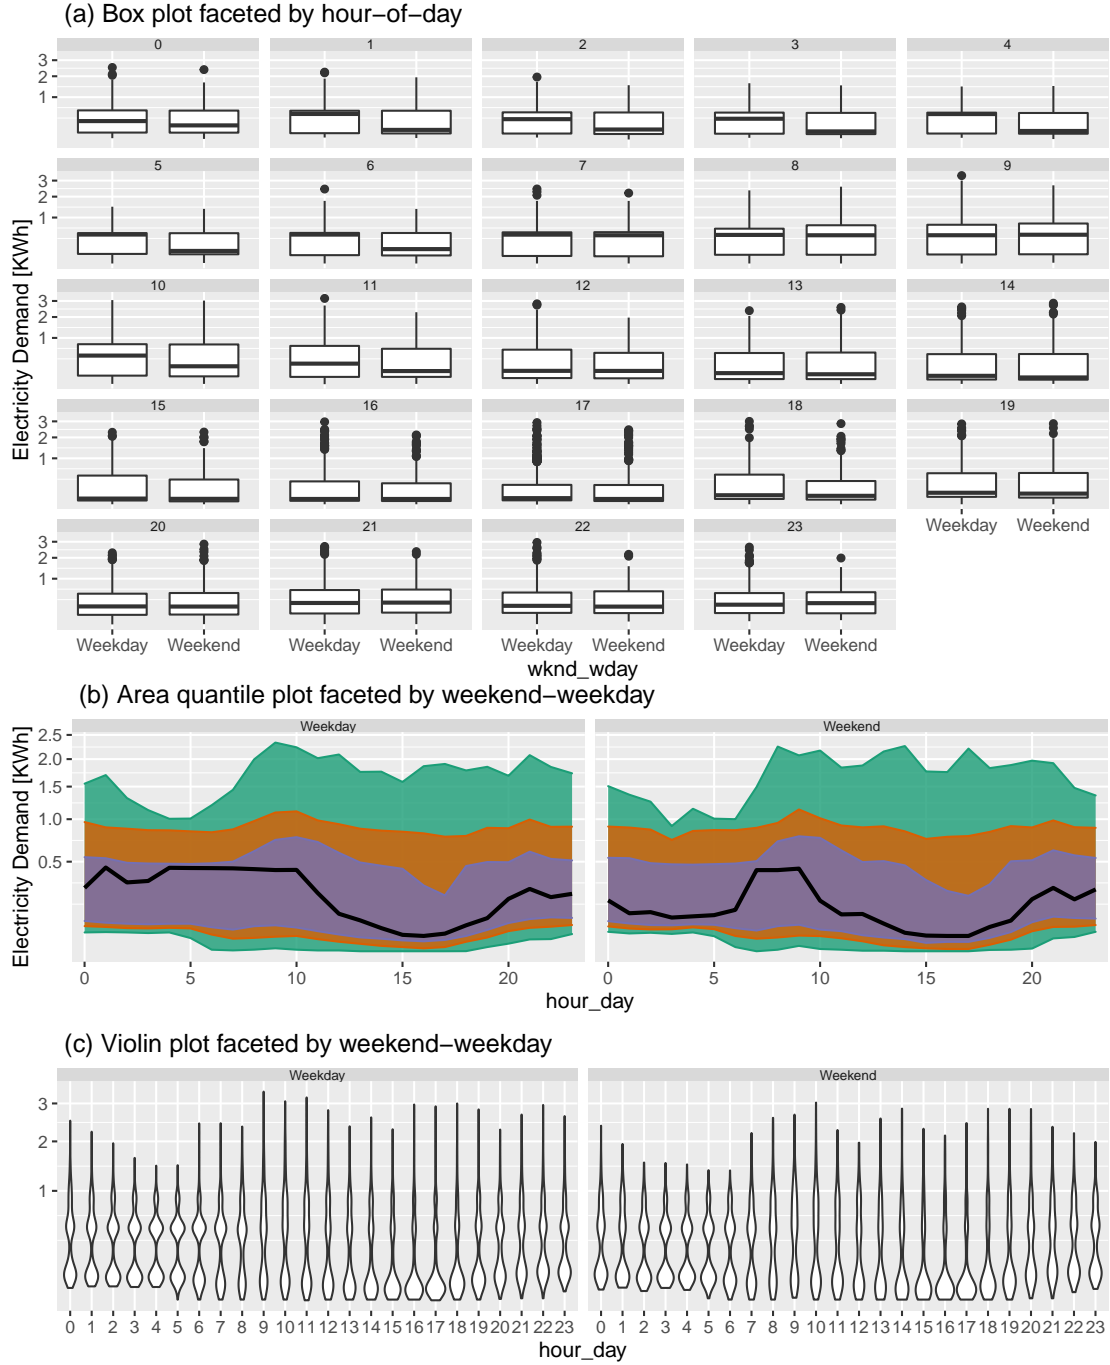 (a) Box plot faceted by hour−of−day
0 1 2 3 4
3
2
1
5 6 7 8 9
3
2
1
10 11 12 13 14
3
2
1
15 16 17 18 19
3
2
1
Weekday Weekend
20 21 22 23
3
2
1
Weekday Weekend Weekday Weekend Weekday Weekend Weekday Weekend
Electricity Demand [KWh]
wknd_wday
(b) Area quantile plot faceted by weekend−weekday
Weekday Weekend
2.5
2.0
1.5
1.0
0.5
0 5 10 15 20 0 5 10 15 20
Electricity Demand [KWh]
hour_day
(c) Violin plot faceted by weekend−weekday
Weekday Weekend
3
2
1
0 1 2 3 4 5 6 7 8 9 10 11 12 13 14 15 16 17 18 19 20 21 22 23 0 1 2 3 4 5 6 7 8 9 10 11 12 13 14 15 16 17 18 19 20 21 22 23
hour_day